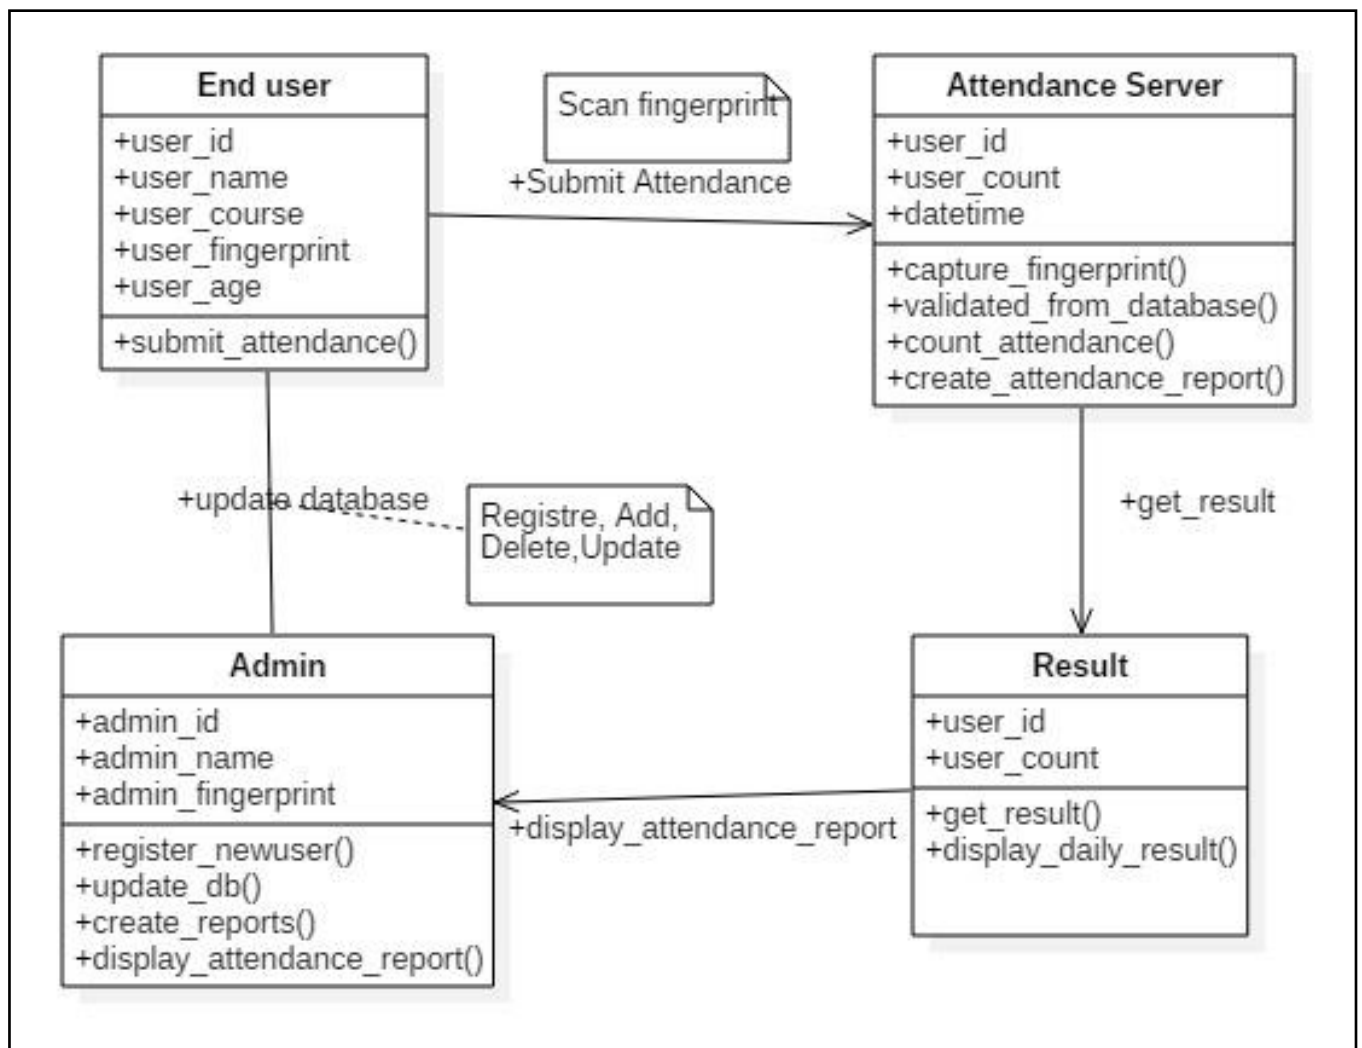 End user
+user_id
+user_name
+user_course
+user_fingerprint
+user_age
+submit_attendance()
Scan fingerprint
+Submit Attendance
Attendance Server
+user_id
+user_count
+datetime
+capture_fingerprint()
+validated_from_database()
+count_attendance()
+create_attendance_report()
+update database
Registre, Add,
Delete,Update
+get_result
Admin
+admin_id
+admin_name
+admin_fingerprint
+register_newuser()
+update_db()
+create_reports()
+display_attendance_report()
+display_attendance_report
Result
+user_id
+user_count
+get_result()
+display_daily_result()